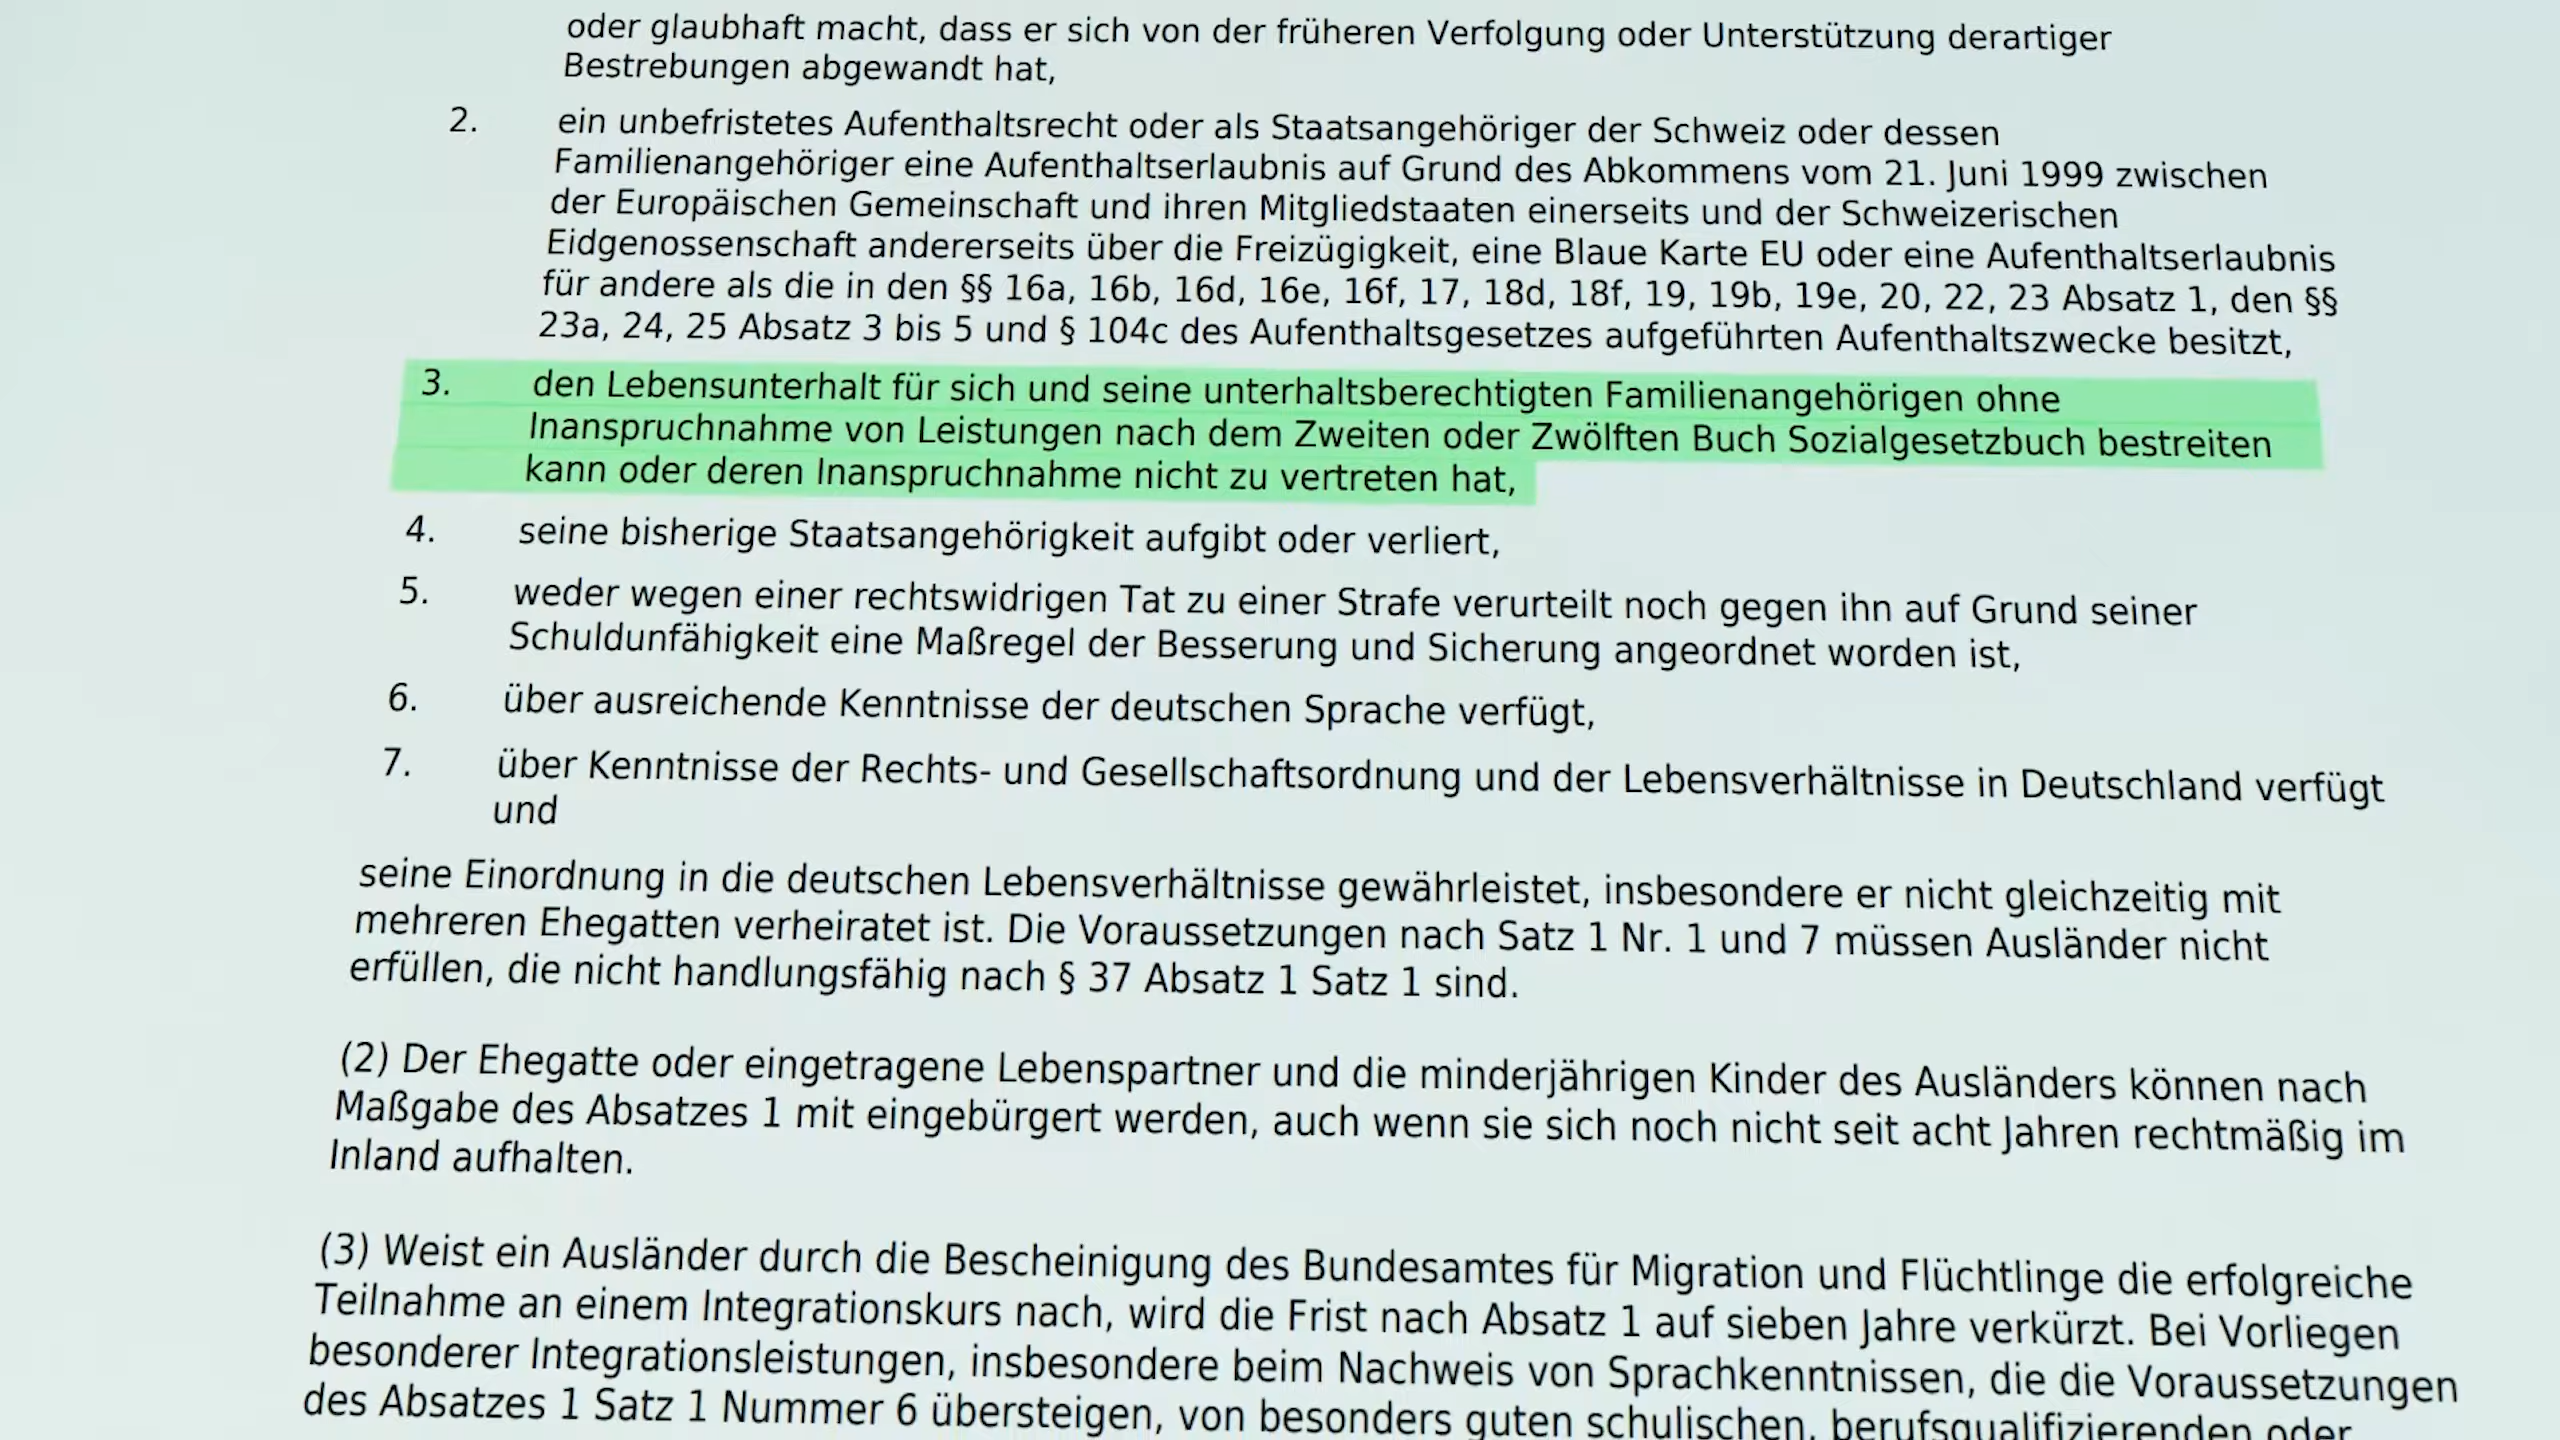 oder glaubhaft macht, dass er sich von der früheren Verfolgung oder Unterstützung derartiger
Bestrebungen abgewandt hat,
2. ein unbefristetes Aufenthaltsrecht oder als Staatsangehöriger der Schweiz oder dessen
Familienangehöriger eine Aufenthaltserlaubnis auf Grund des Abkommens vom 21. Juni 1999 zwischen
der Europäischen Gemeinschaft und ihren Mitgliedstaaten einerseits und der Schweizerischen
Eidgenossenschaft andererseits über die Freizügigkeit, eine Blaue Karte EU oder eine Aufenthaltserlaubnis
für andere als die in den §§ 16a, 16b, 16d, 16e, 16f, 17, 18d, 18f, 19, 19b, 19e, 20, 22, 23 Absatz 1, den §§
23a, 24, 25 Absatz 3 bis 5 und § 104c des Aufenthaltsgesetzes aufgeführten Aufenthaltszwecke besitzt,
3. den Lebensunterhalt für sich und seine unterhaltsberechtigten Familienangehörigen ohne
Inanspruchnahme von Leistungen nach dem Zweiten oder Zwölften Buch Sozialgesetzbuch bestreiten
kann oder deren Inanspruchnahme nicht zu vertreten hat,
4. seine bisherige Staatsangehörigkeit aufgibt oder verliert,
5. weder wegen einer rechtswidrigen Tat zu einer Strafe verurteilt noch gegen ihn auf Grund seiner
Schuldunfähigkeit eine Maßregel der Besserung und Sicherung angeordnet worden ist,
6. über ausreichende Kenntnisse der deutschen Sprache verfügt,
7. über Kenntnisse der Rechts- und Gesellschaftsordnung und der Lebensverhältnisse in Deutschland verfügt
und
seine Einordnung in die deutschen Lebensverhältnisse gewährleistet, insbesondere er nicht gleichzeitig mit
mehreren Ehegatten verheiratet ist. Die Voraussetzungen nach Satz 1 Nr. 1 und 7 müssen Ausländer nicht
erfüllen, die nicht handlungsfähig nach § 37 Absatz 1 Satz 1 sind.
(2) Der Ehegatte oder eingetragene Lebenspartner und die minderjährigen Kinder des Ausländers können nach
Maßgabe des Absatzes 1 mit eingebürgert werden, auch wenn sie sich noch nicht seit acht Jahren rechtmäßig im
Inland aufhalten.
(3) Weist ein Ausländer durch die Bescheinigung des Bundesamtes für Migration und Flüchtlinge die erfolgreiche
Teilnahme an einem Integrationskurs nach, wird die Frist nach Absatz 1 auf sieben Jahre verkürzt. Bei Vorliegen
besonderer Integrationsleistungen, insbesondere beim Nachweis von Sprachkenntnissen, die die Voraussetzungen
des Absatzes 1 Satz 1 Nummer 6 übersteigen, von besonders guten schulischen, berufsqualifizierenden oder